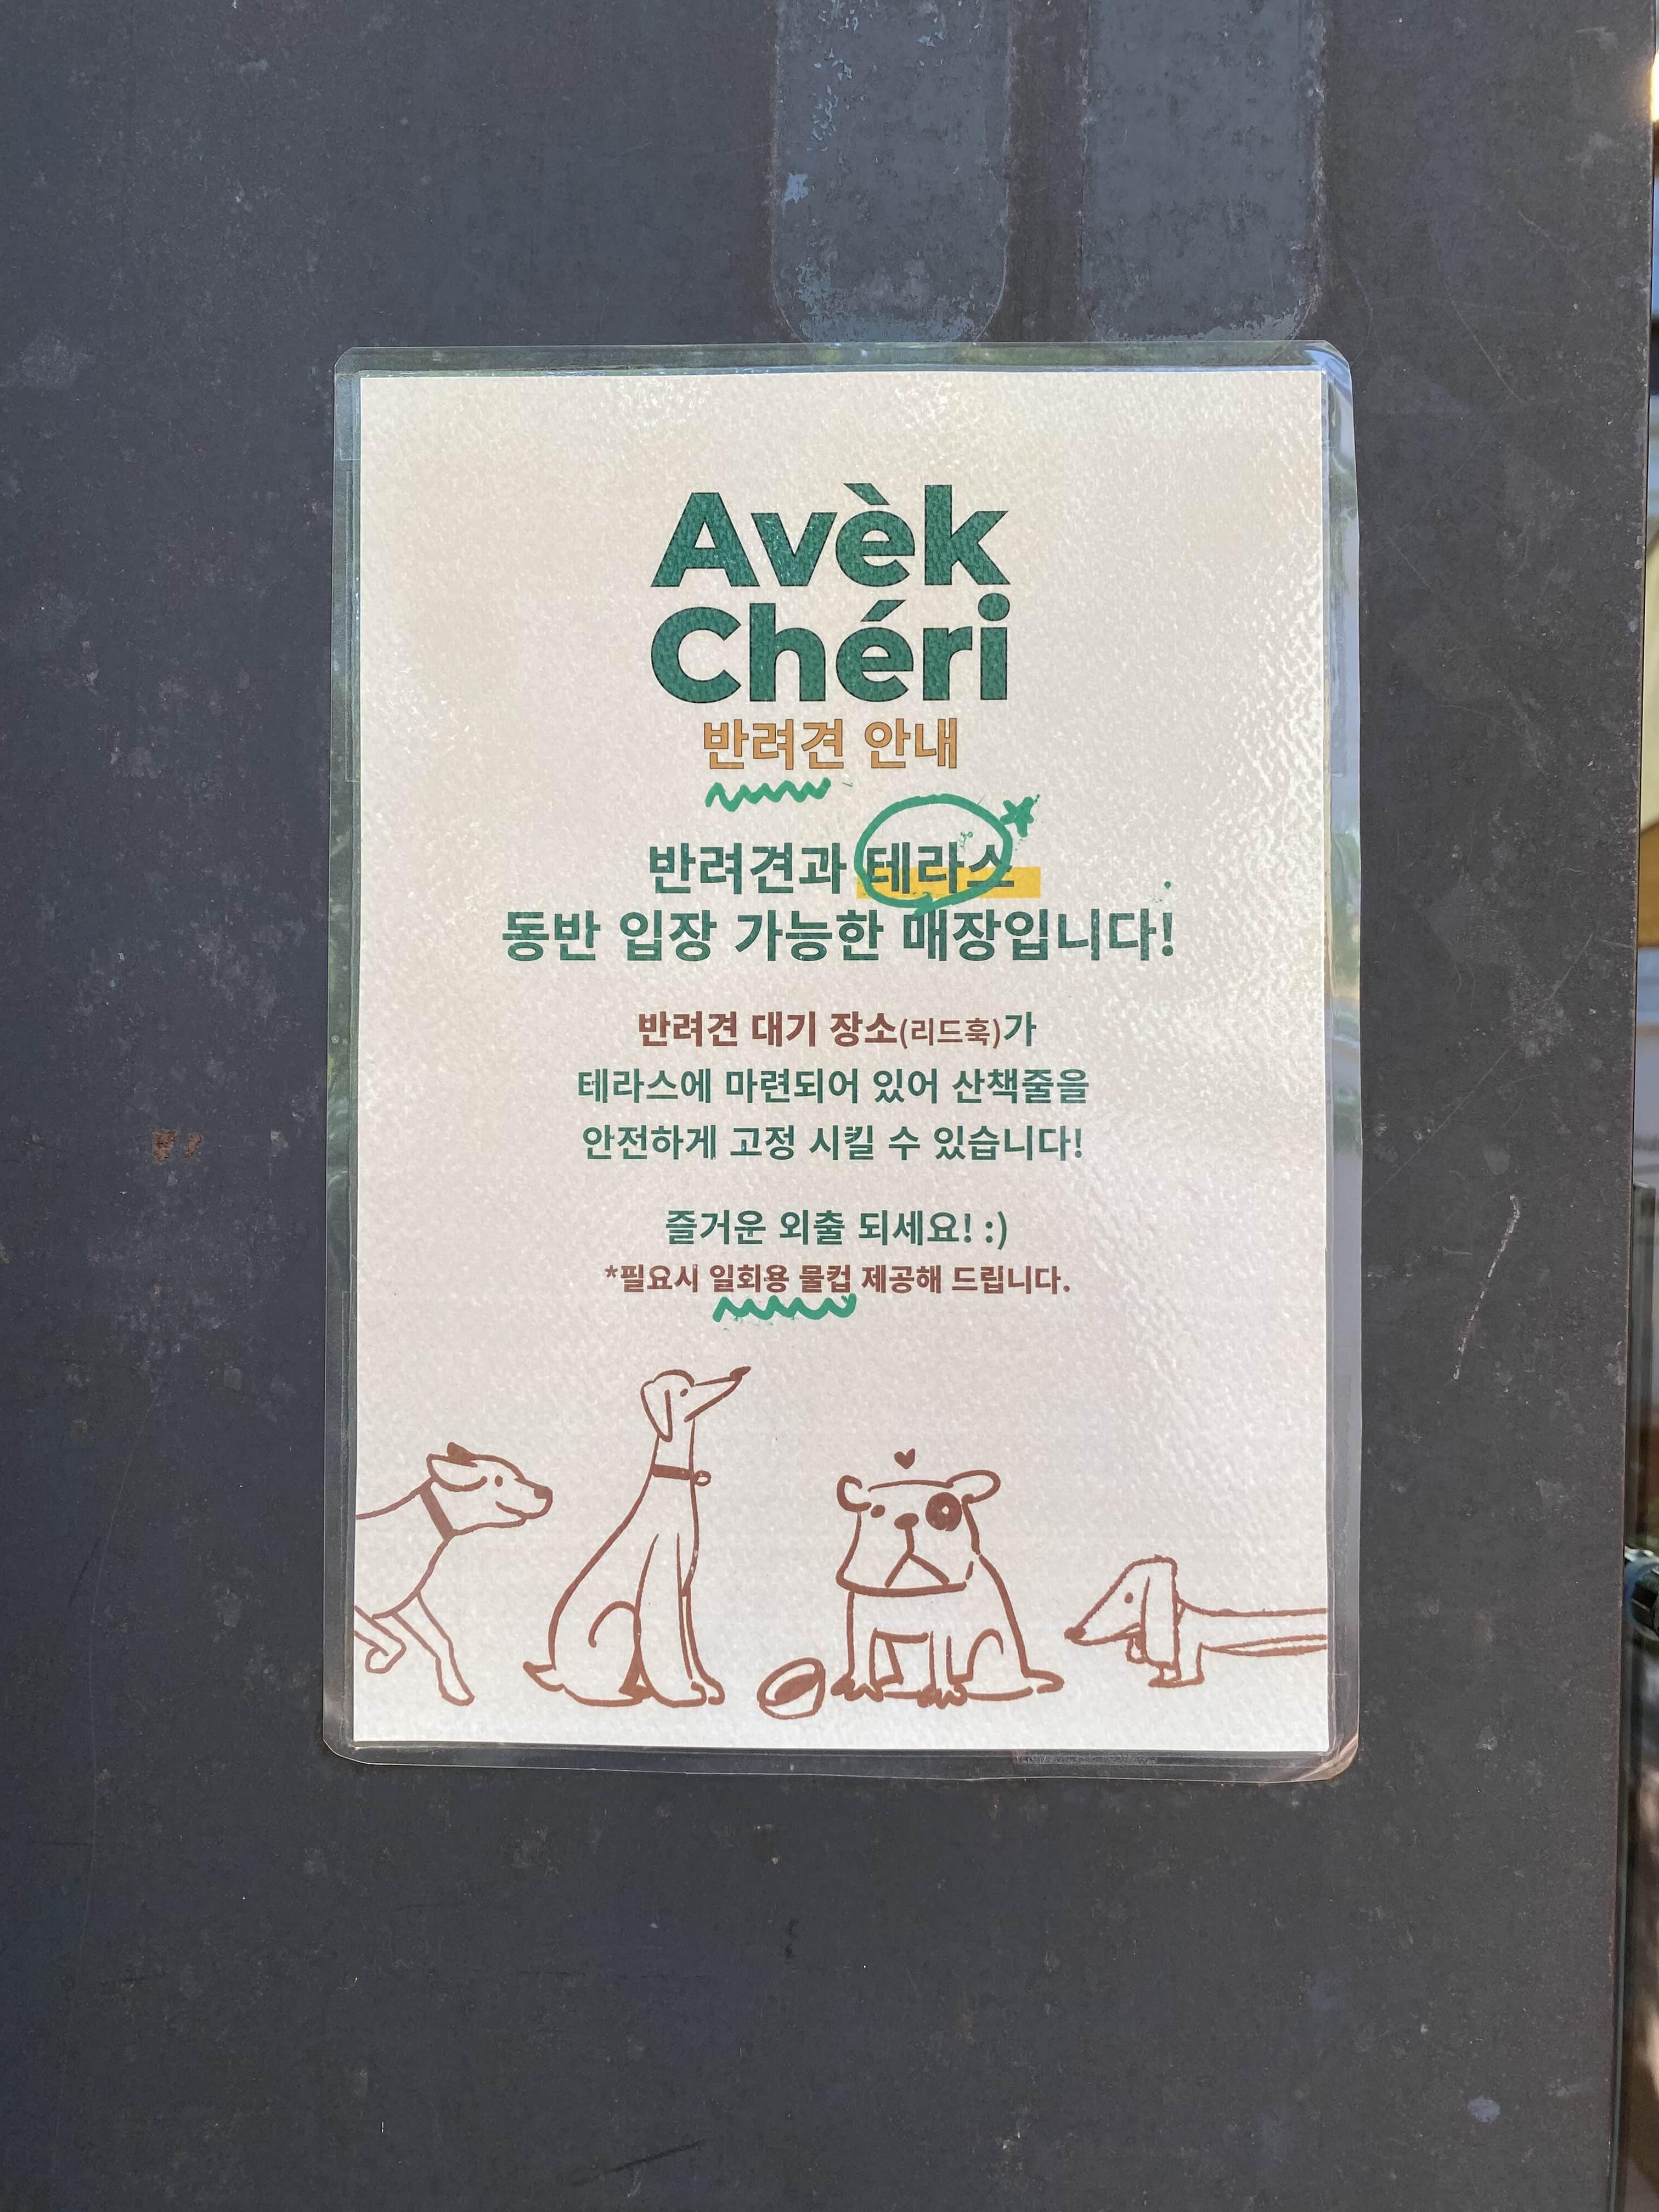 Avèk
Chéri
반려견 안내
반려견과 테라스
동반 입장 가능한 매장입니다!
반려견 대기 장소(리드훅)가
테라스에 마련되어 있어 산책줄을
안전하게 고정 시킬 수 있습니다!
즐거운 외출 되세요! :)
*필요시 일회용 물컵 제공해 드립니다.